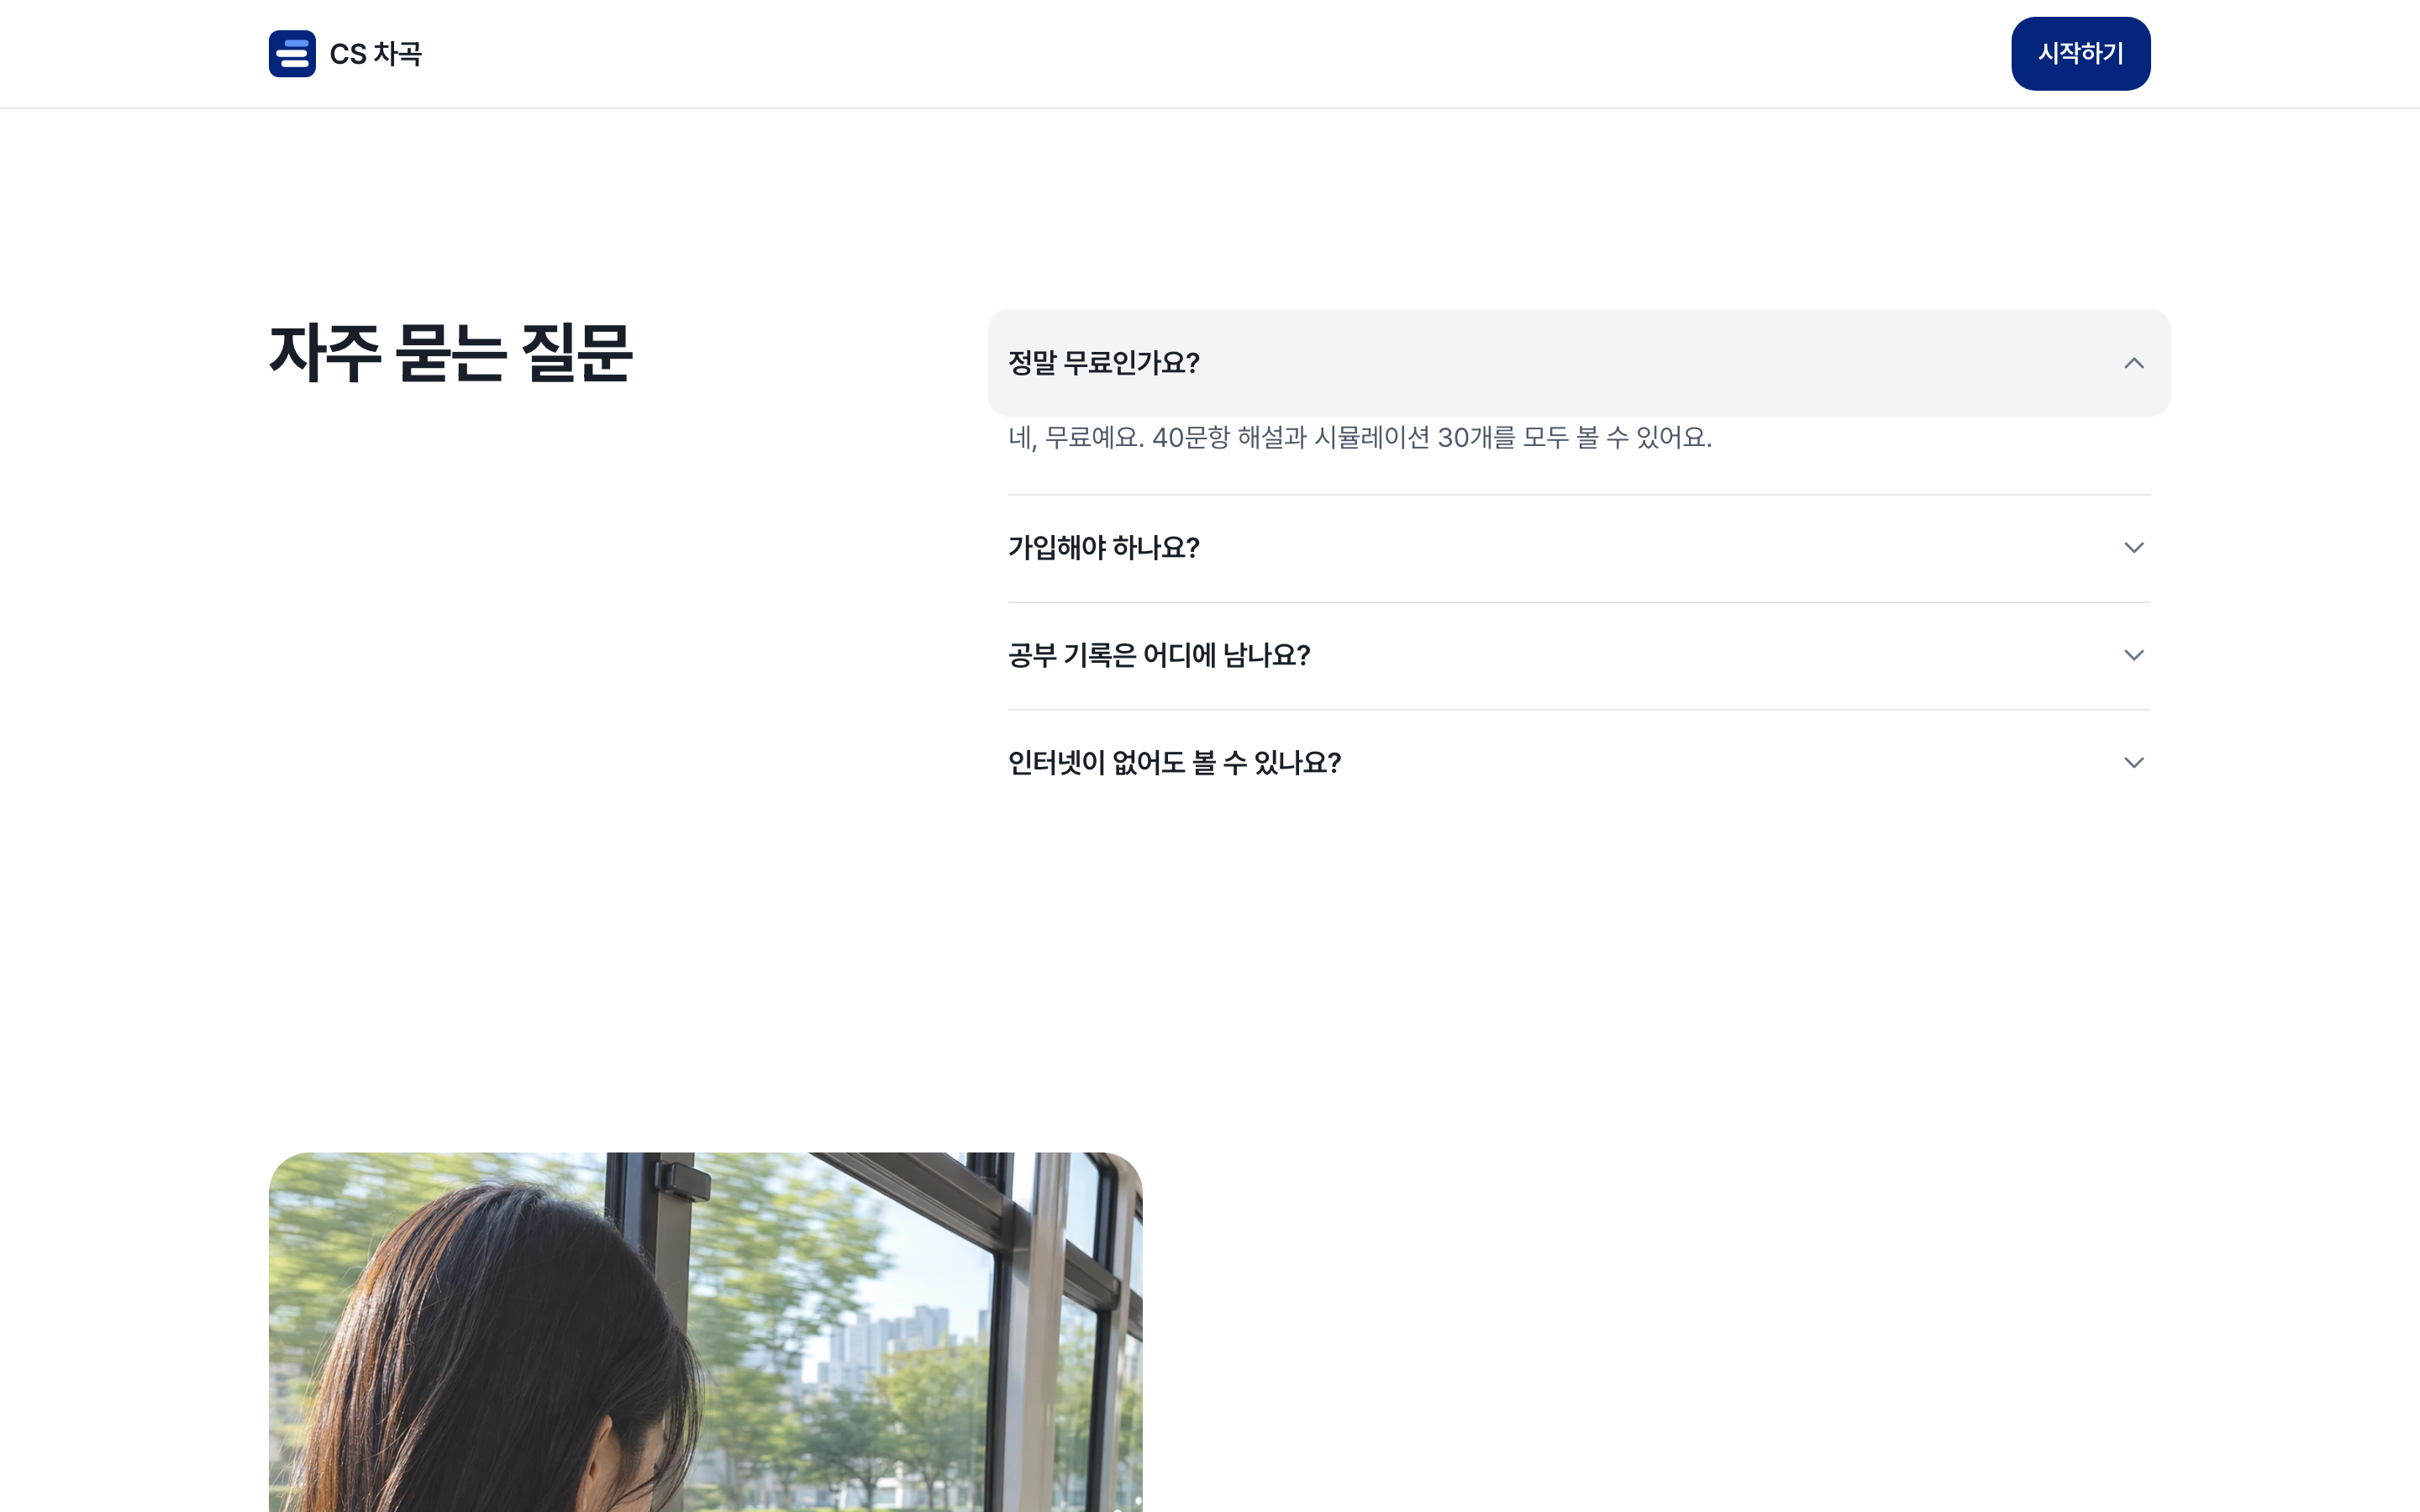 CS 차곡
시작하기
자주 묻는 질문
정말 무료인가요?
네, 무료예요. 40문항 해설과 시뮬레이션 30개를 모두 볼 수 있어요.
가입해야 하나요?
공부 기록은 어디에 남나요?
인터넷이 없어도 볼 수 있나요?